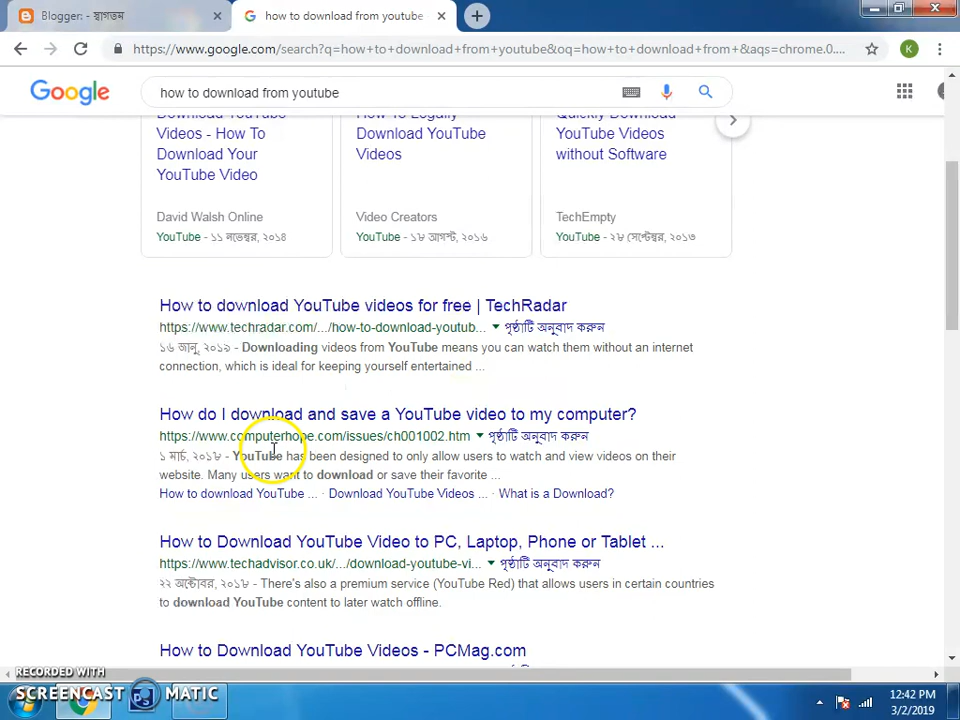 Blogger: - স্বাগতম
how to download from youtube
https://www.google.com/search?q=how+to+download+from+youtube&oq=how+to+download+from+&aqs=chrome.0....
K
Google
how to download from youtube
Download YouTube
Videos - How To
Download Your
YouTube Video
David Walsh Online
YouTube - ১১ নভেম্বর, ২০১৪
How To Legally
Download YouTube
Videos
Video Creators
YouTube - ১৮ আগস্ট, ২০১৬
Quickly Download
YouTube Videos
without Software
TechEmpty
YouTube - ২৮ সেপ্টেম্বর, ২০১৩
How to download YouTube videos for free | TechRadar
https://www.techradar.com/.../how-to-download-youtub... পৃষ্ঠাটি অনুবাদ করুন
১৬ জানু, ২০১৯ - Downloading videos from YouTube means you can watch them without an internet
connection, which is ideal for keeping yourself entertained ...
How do I download and save a YouTube video to my computer?
https://www.computerhope.com/issues/ch001002.htm পৃষ্ঠাটি অনুবাদ করুন
১ মার্চ, ২০১৮ - YouTube has been designed to only allow users to watch and view videos on their
website. Many users want to download or save their favorite ...
How to download YouTube ... · Download YouTube Videos ... · What is a Download?
How to Download YouTube Video to PC, Laptop, Phone or Tablet ...
https://www.techadvisor.co.uk/.../download-youtube-vi... পৃষ্ঠাটি অনুবাদ করুন
২২ অক্টোবর, ২০১৮ - There's also a premium service (YouTube Red) that allows users in certain countries
to download YouTube content to later watch offline.
How to Download YouTube Videos - PCMag.com
RECORDED WITH
SCREENCAST MATIC
12:42 PM
3/2/2019